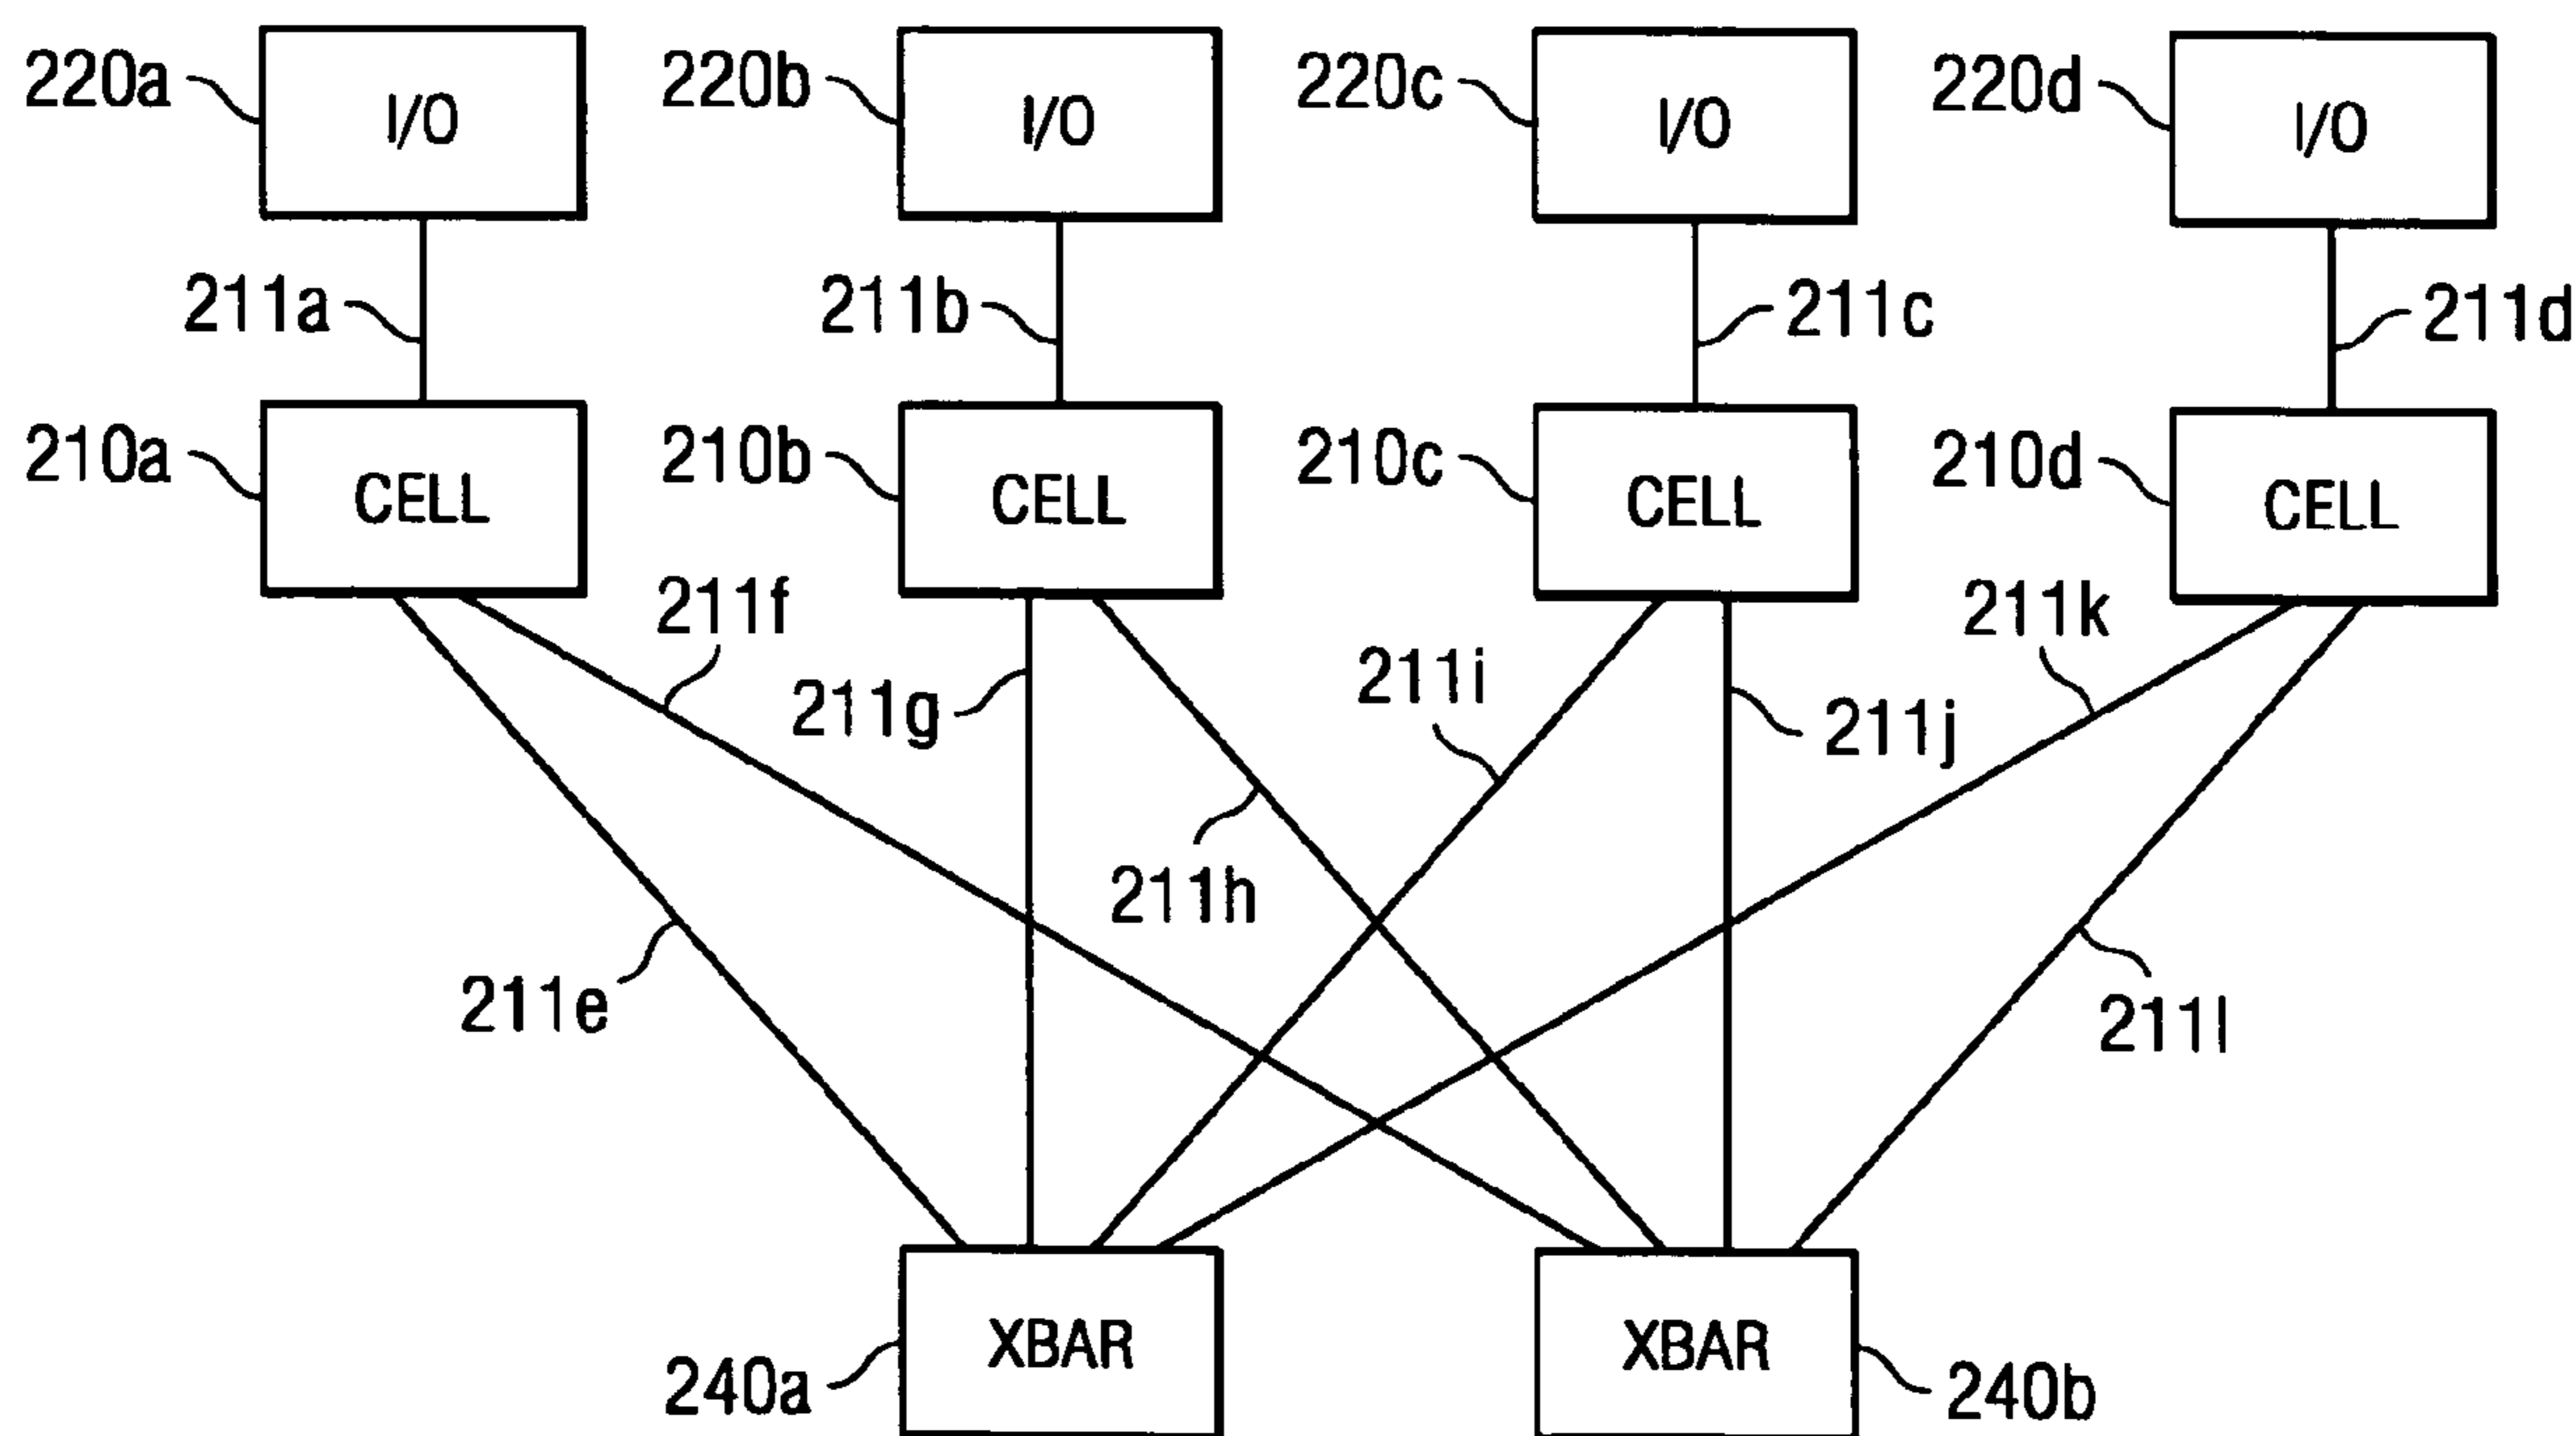 220a
I/O
220b
I/O
220c
I/O
220d
I/O
211a
211b
211c
211d
210a
CELL
210b
CELL
210c
CELL
210d
CELL
211f
211g
211i
211j
211k
211h
211e
211l
240a
XBAR
XBAR
240b